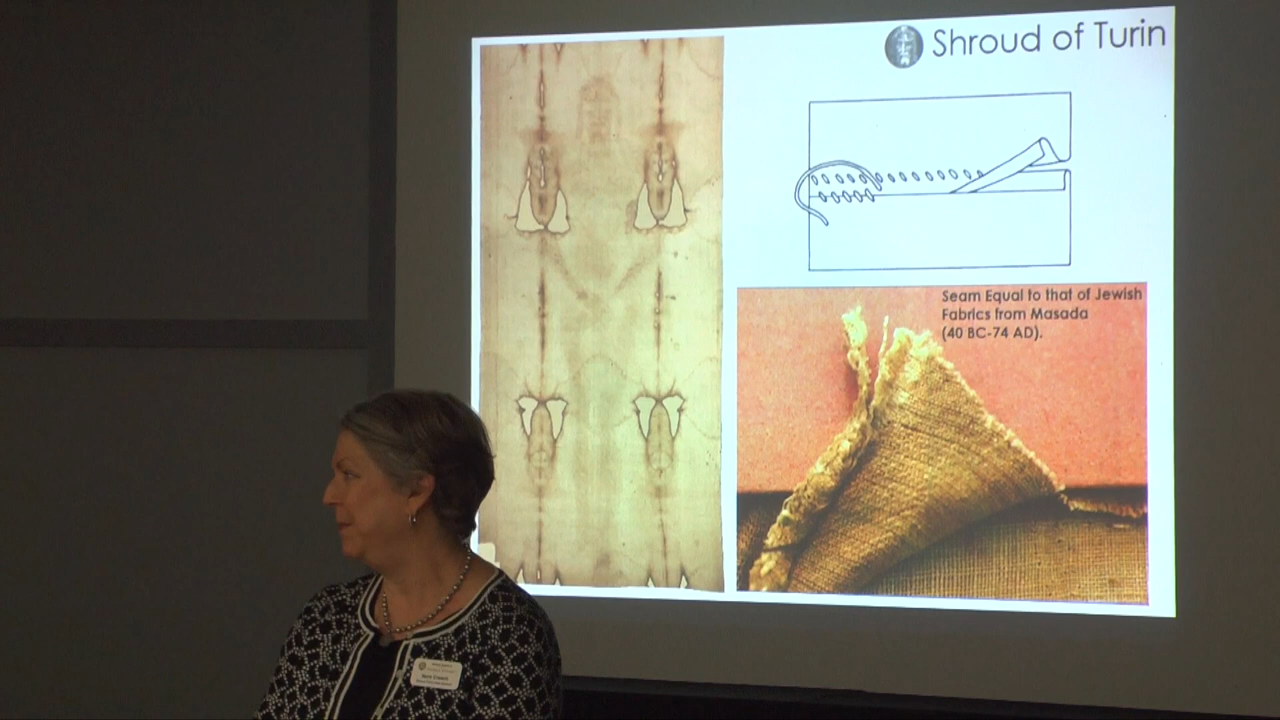 Shroud of Turin
Seam Equal to that of Jewish
Fabrics from Masada
(40 BC-74 AD).